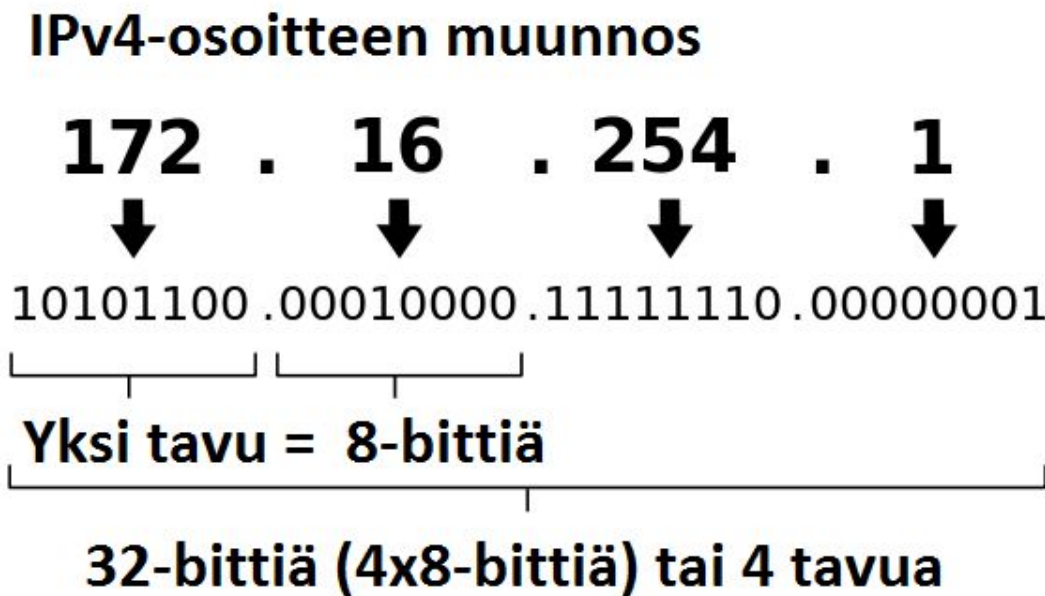 IPv4-osoitteen muunnos
172 . 16 . 254 . 1
10101100 .00010000 .11111110 .00000001
Yksi tavu = 8-bittiä
32-bittiä (4x8-bittiä) tai 4 tavua